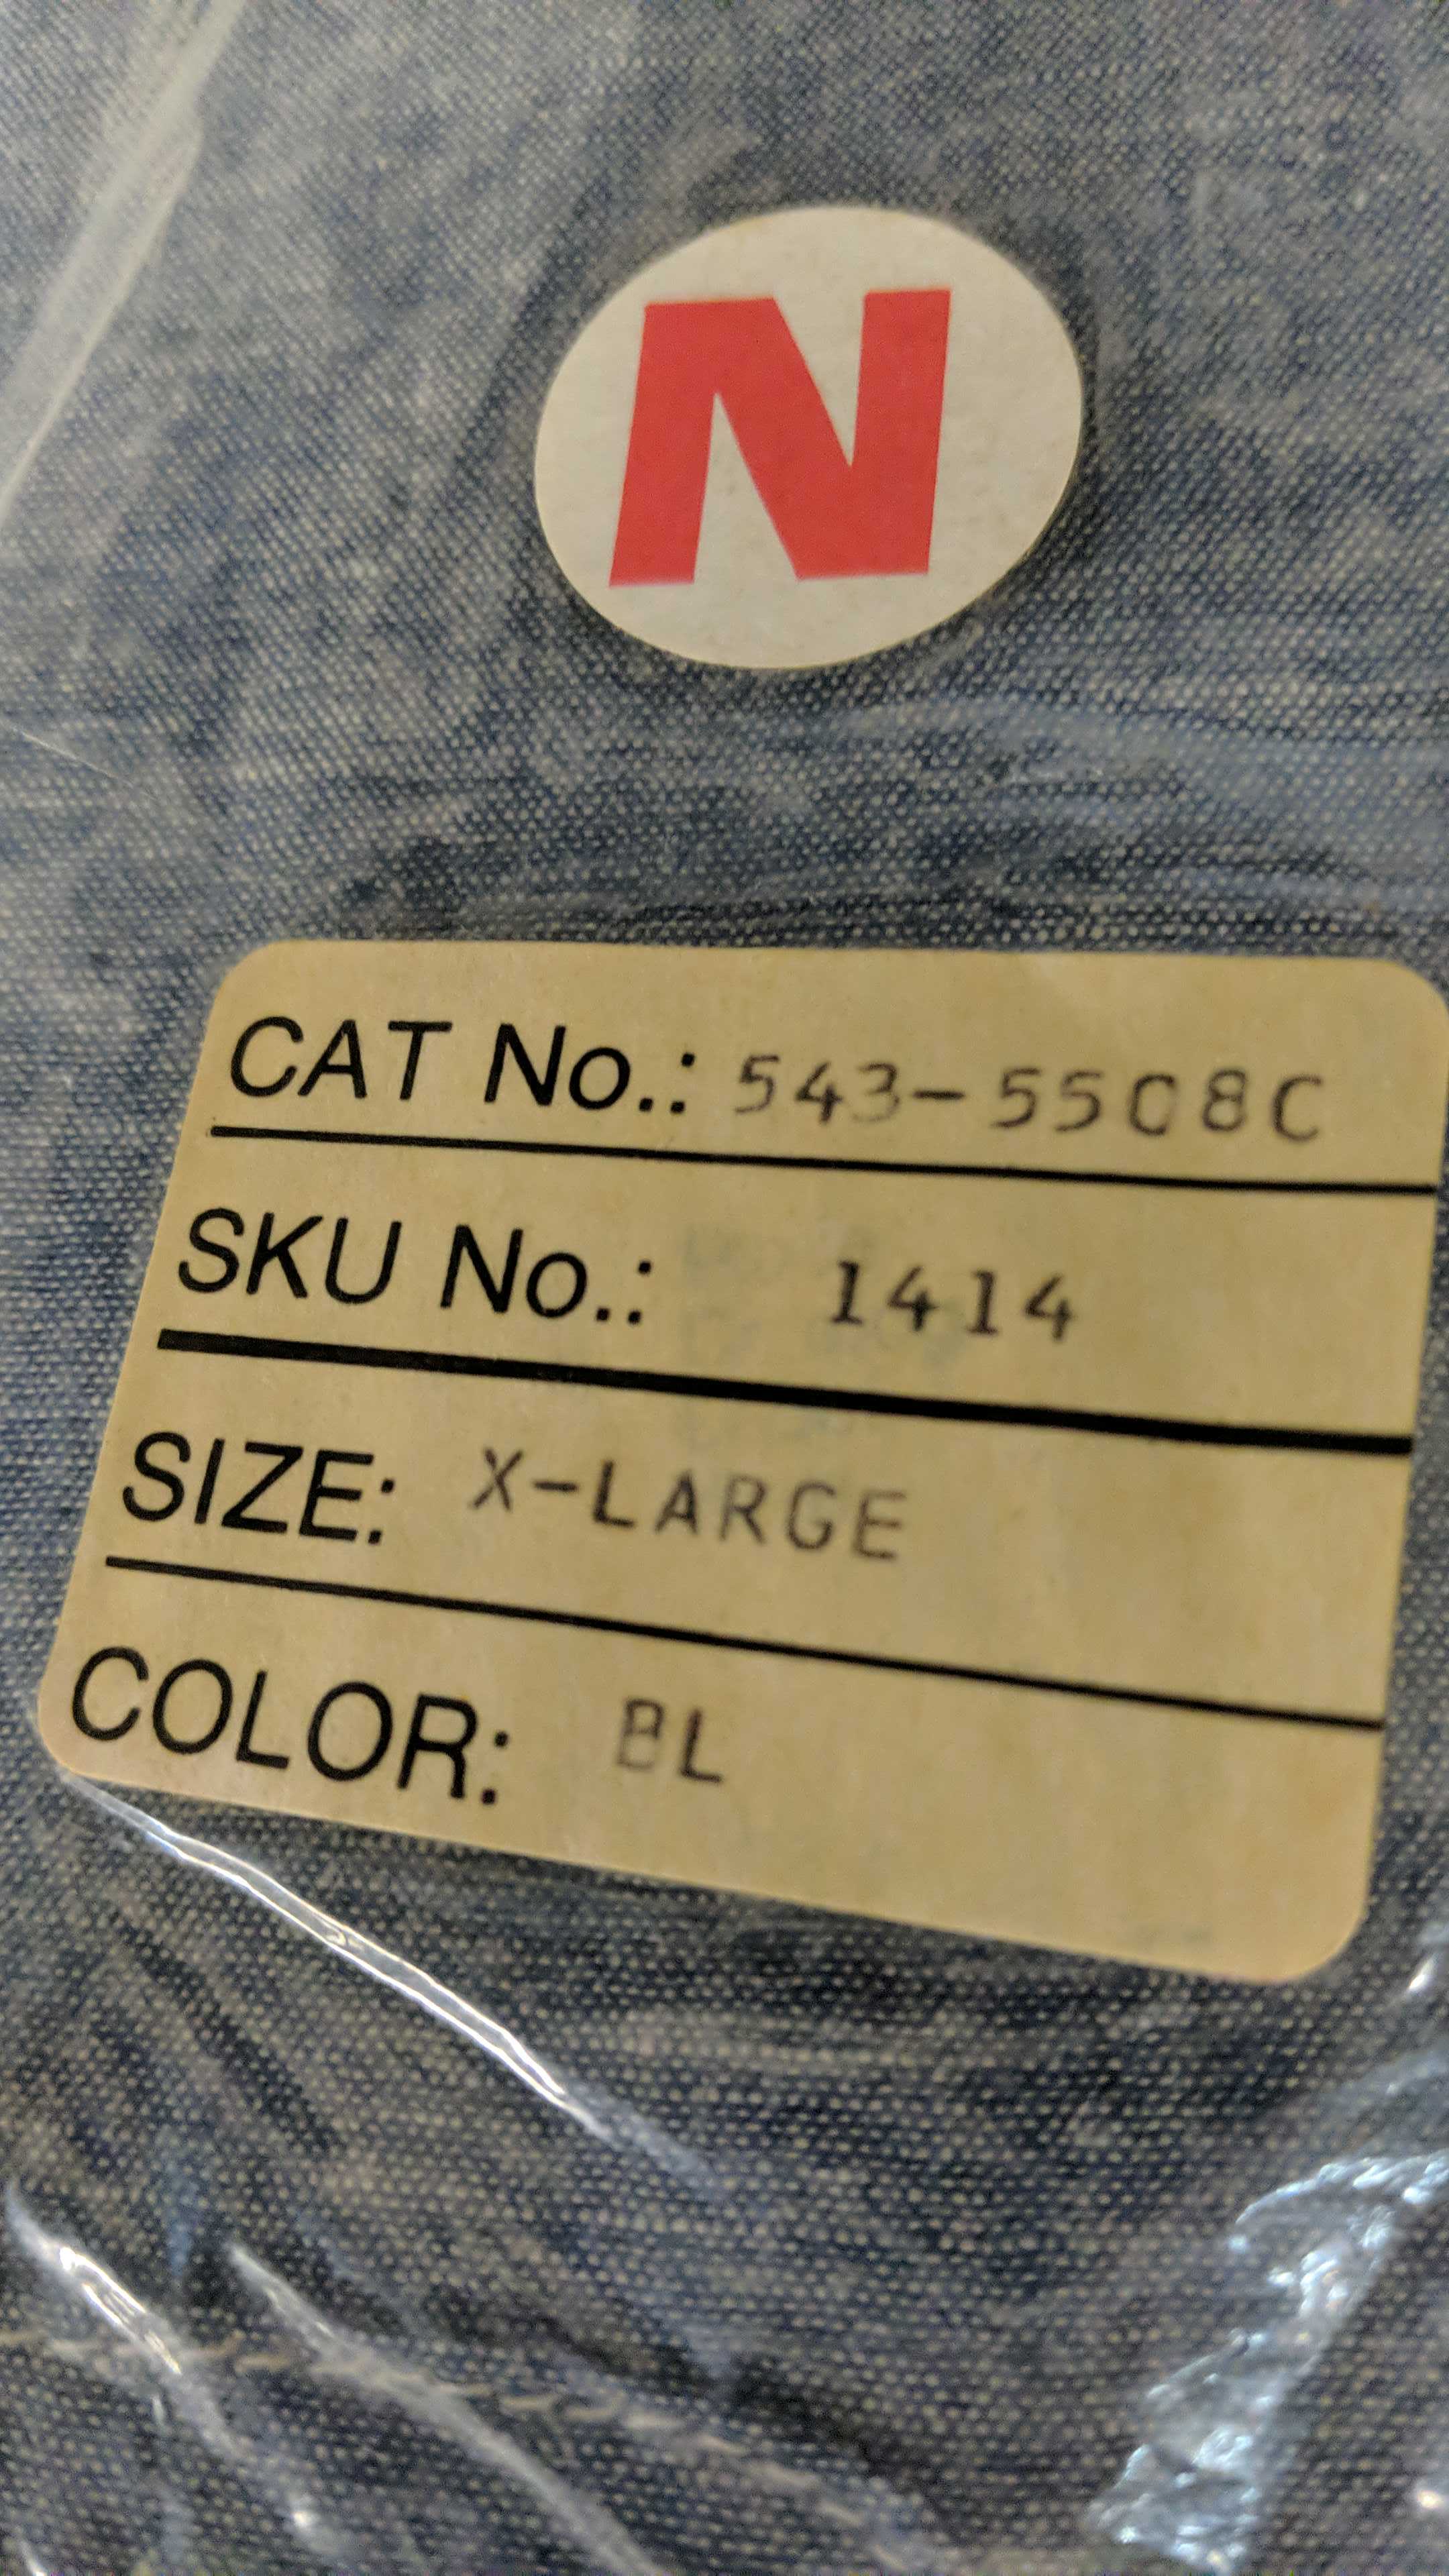 N
CAT No.: 543-5508C
SKU No.: 1414
SIZE: X-LARGE
COLOR: BL